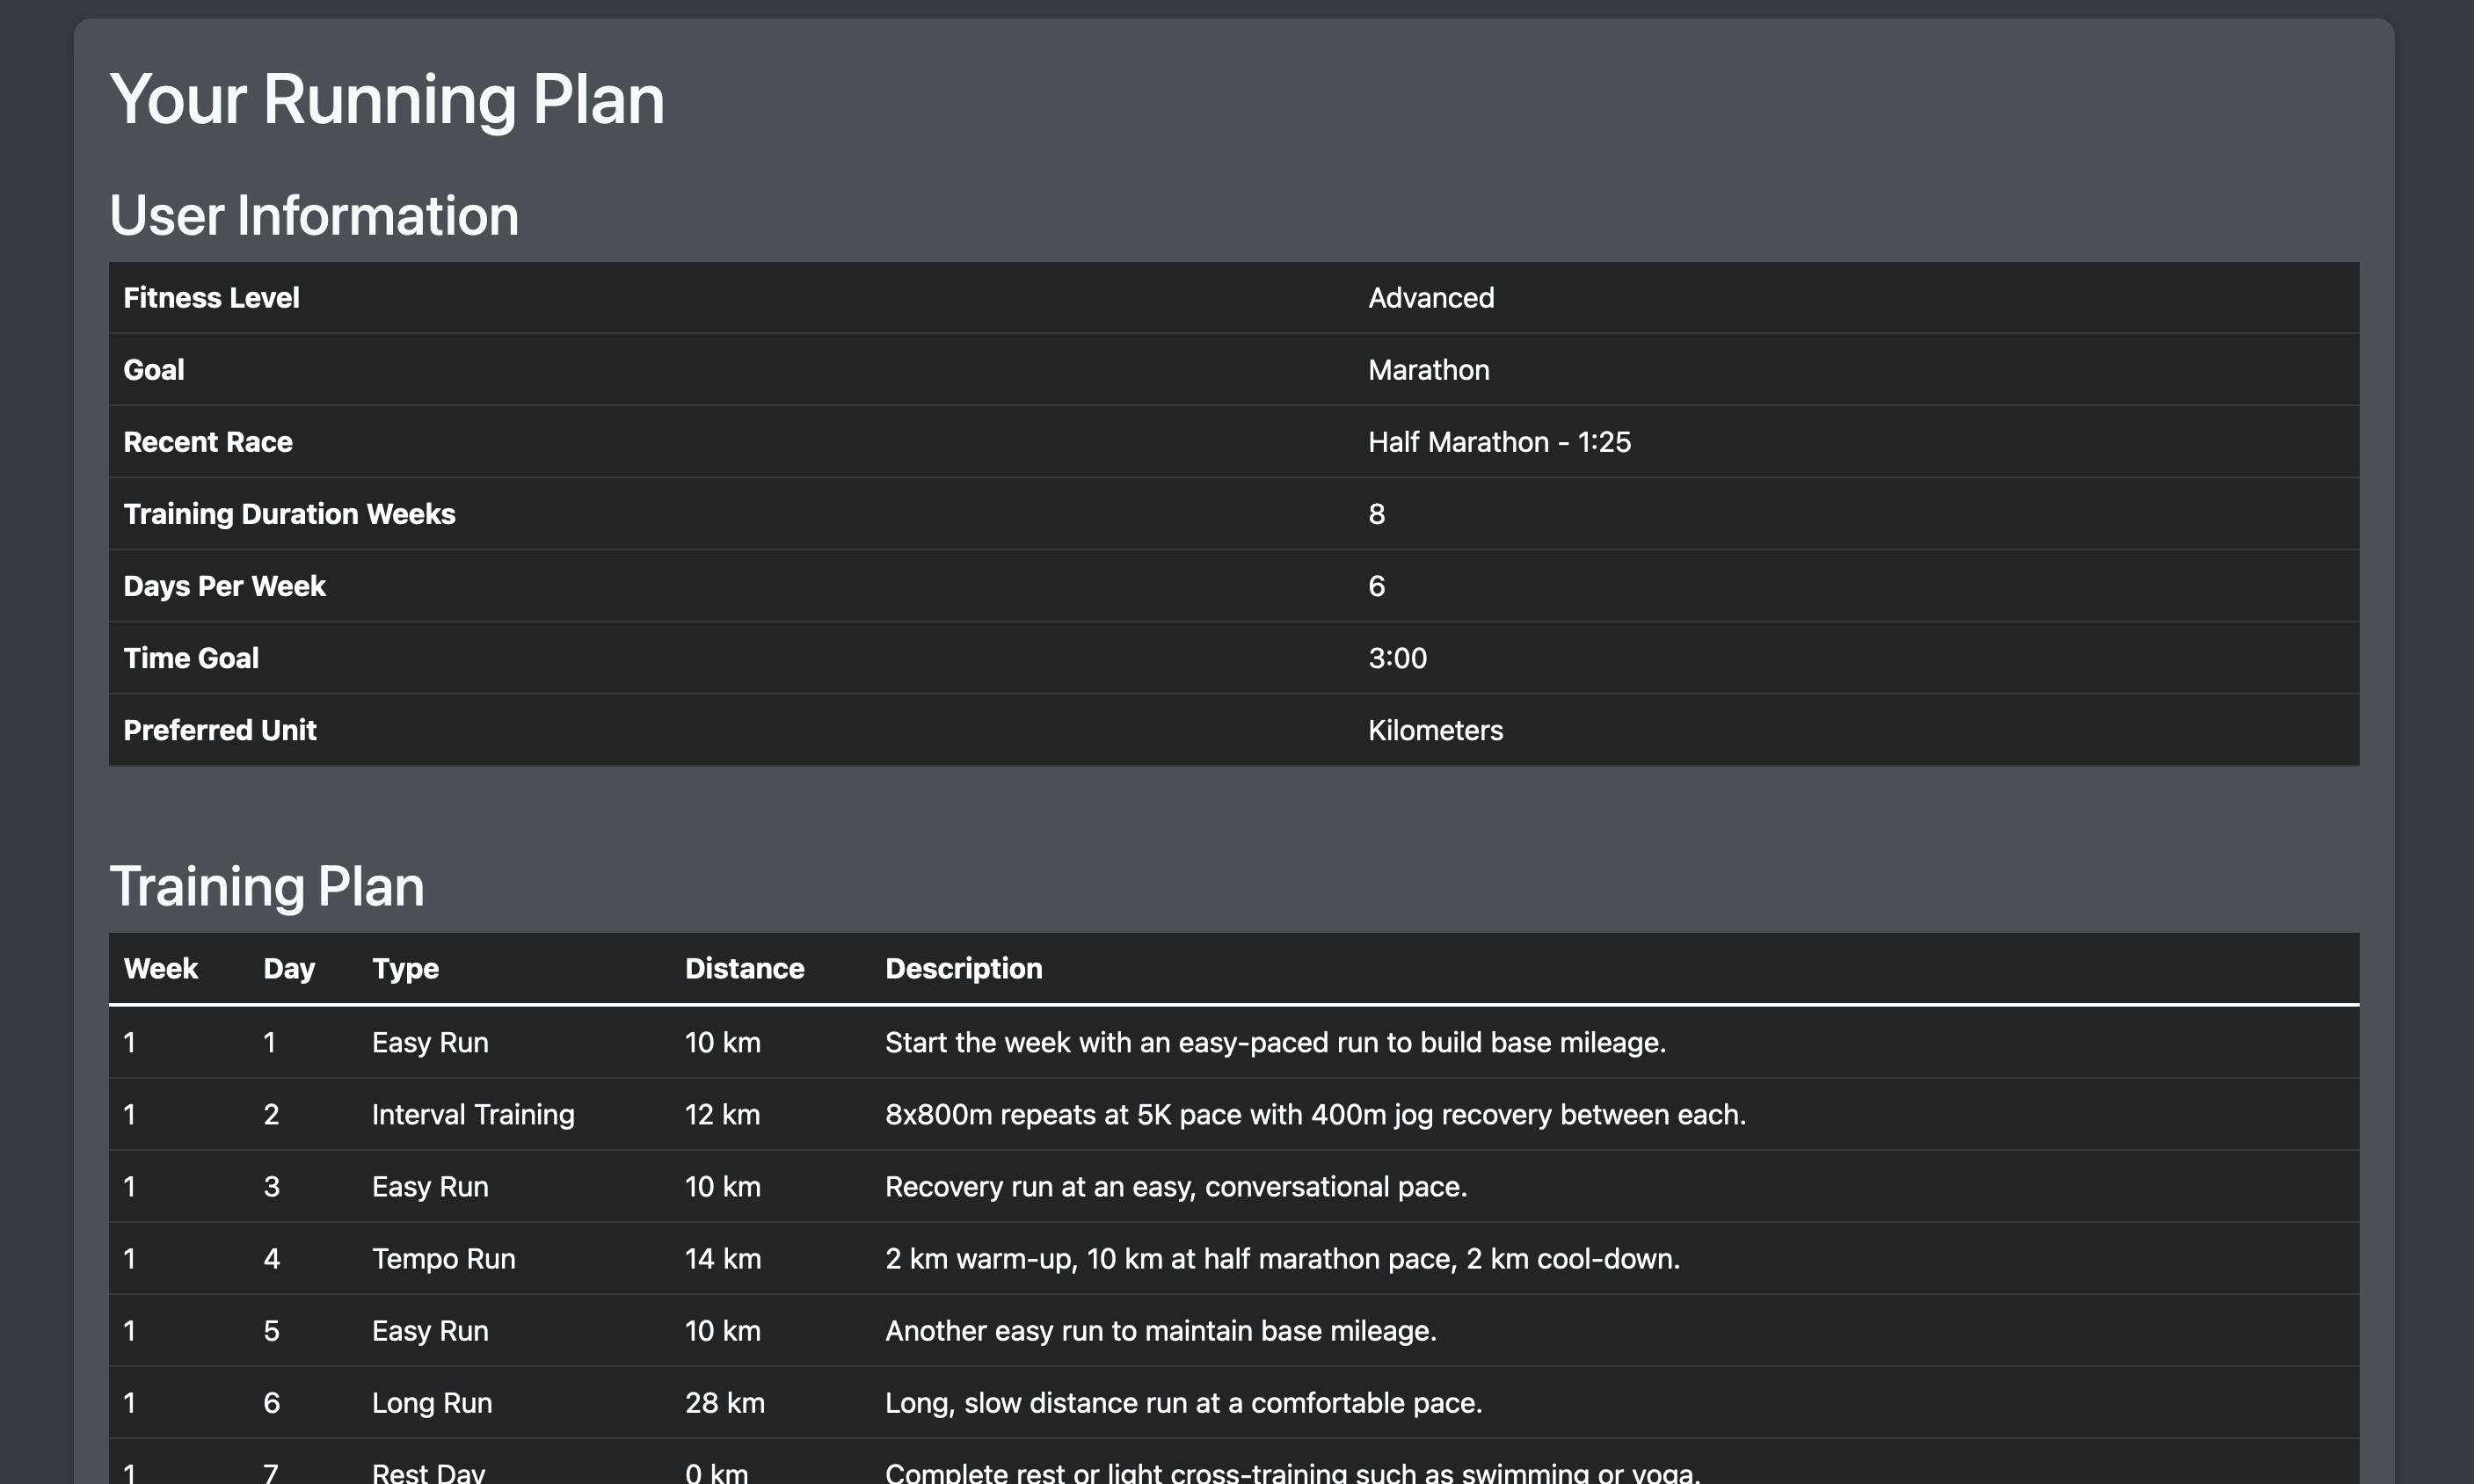 Your Running Plan
User Information
Fitness Level Advanced
Goal Marathon
Recent Race Half Marathon - 1:25
Training Duration Weeks 8
Days Per Week 6
Time Goal 3:00
Preferred Unit Kilometers
Training Plan
Week Day Type Distance Description
1 1 Easy Run 10 km Start the week with an easy-paced run to build base mileage.
1 2 Interval Training 12 km 8x800m repeats at 5K pace with 400m jog recovery between each.
1 3 Easy Run 10 km Recovery run at an easy, conversational pace.
1 4 Tempo Run 14 km 2 km warm-up, 10 km at half marathon pace, 2 km cool-down.
1 5 Easy Run 10 km Another easy run to maintain base mileage.
1 6 Long Run 28 km Long, slow distance run at a comfortable pace.
1 7 Rest Day 0 km Complete rest or light cross-training such as swimming or yoga.